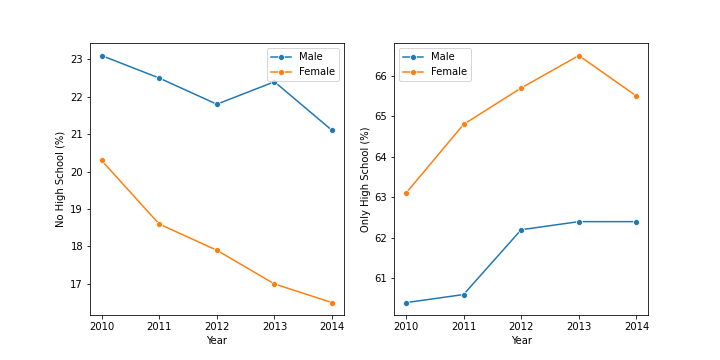 No High School (%)
23
22
21
20
19
18
17
2010 2011 2012 2013 2014
Year
Male
Female
Only High School (%)
66
65
64
63
62
61
2010 2011 2012 2013 2014
Year
Male
Female